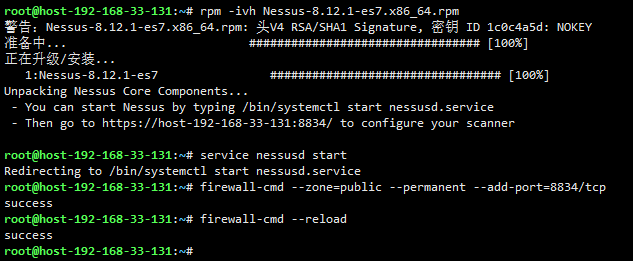 root@host-192-168-33-131:~# rpm -ivh Nessus-8.12.1-es7.x86_64.rpm
警告：Nessus-8.12.1-es7.x86_64.rpm: 头V4 RSA/SHA1 Signature, 密钥 ID 1c0c4a5d: NOKEY
准备中... ################################# [100%]
正在升级/安装...
1:Nessus-8.12.1-es7 ################################# [100%]
Unpacking Nessus Core Components...
- You can start Nessus by typing /bin/systemctl start nessusd.service
- Then go to https://host-192-168-33-131:8834/ to configure your scanner
root@host-192-168-33-131:~# service nessusd start
Redirecting to /bin/systemctl start nessusd.service
root@host-192-168-33-131:~# firewall-cmd --zone=public --permanent --add-port=8834/tcp
success
root@host-192-168-33-131:~# firewall-cmd --reload
success
root@host-192-168-33-131:~#